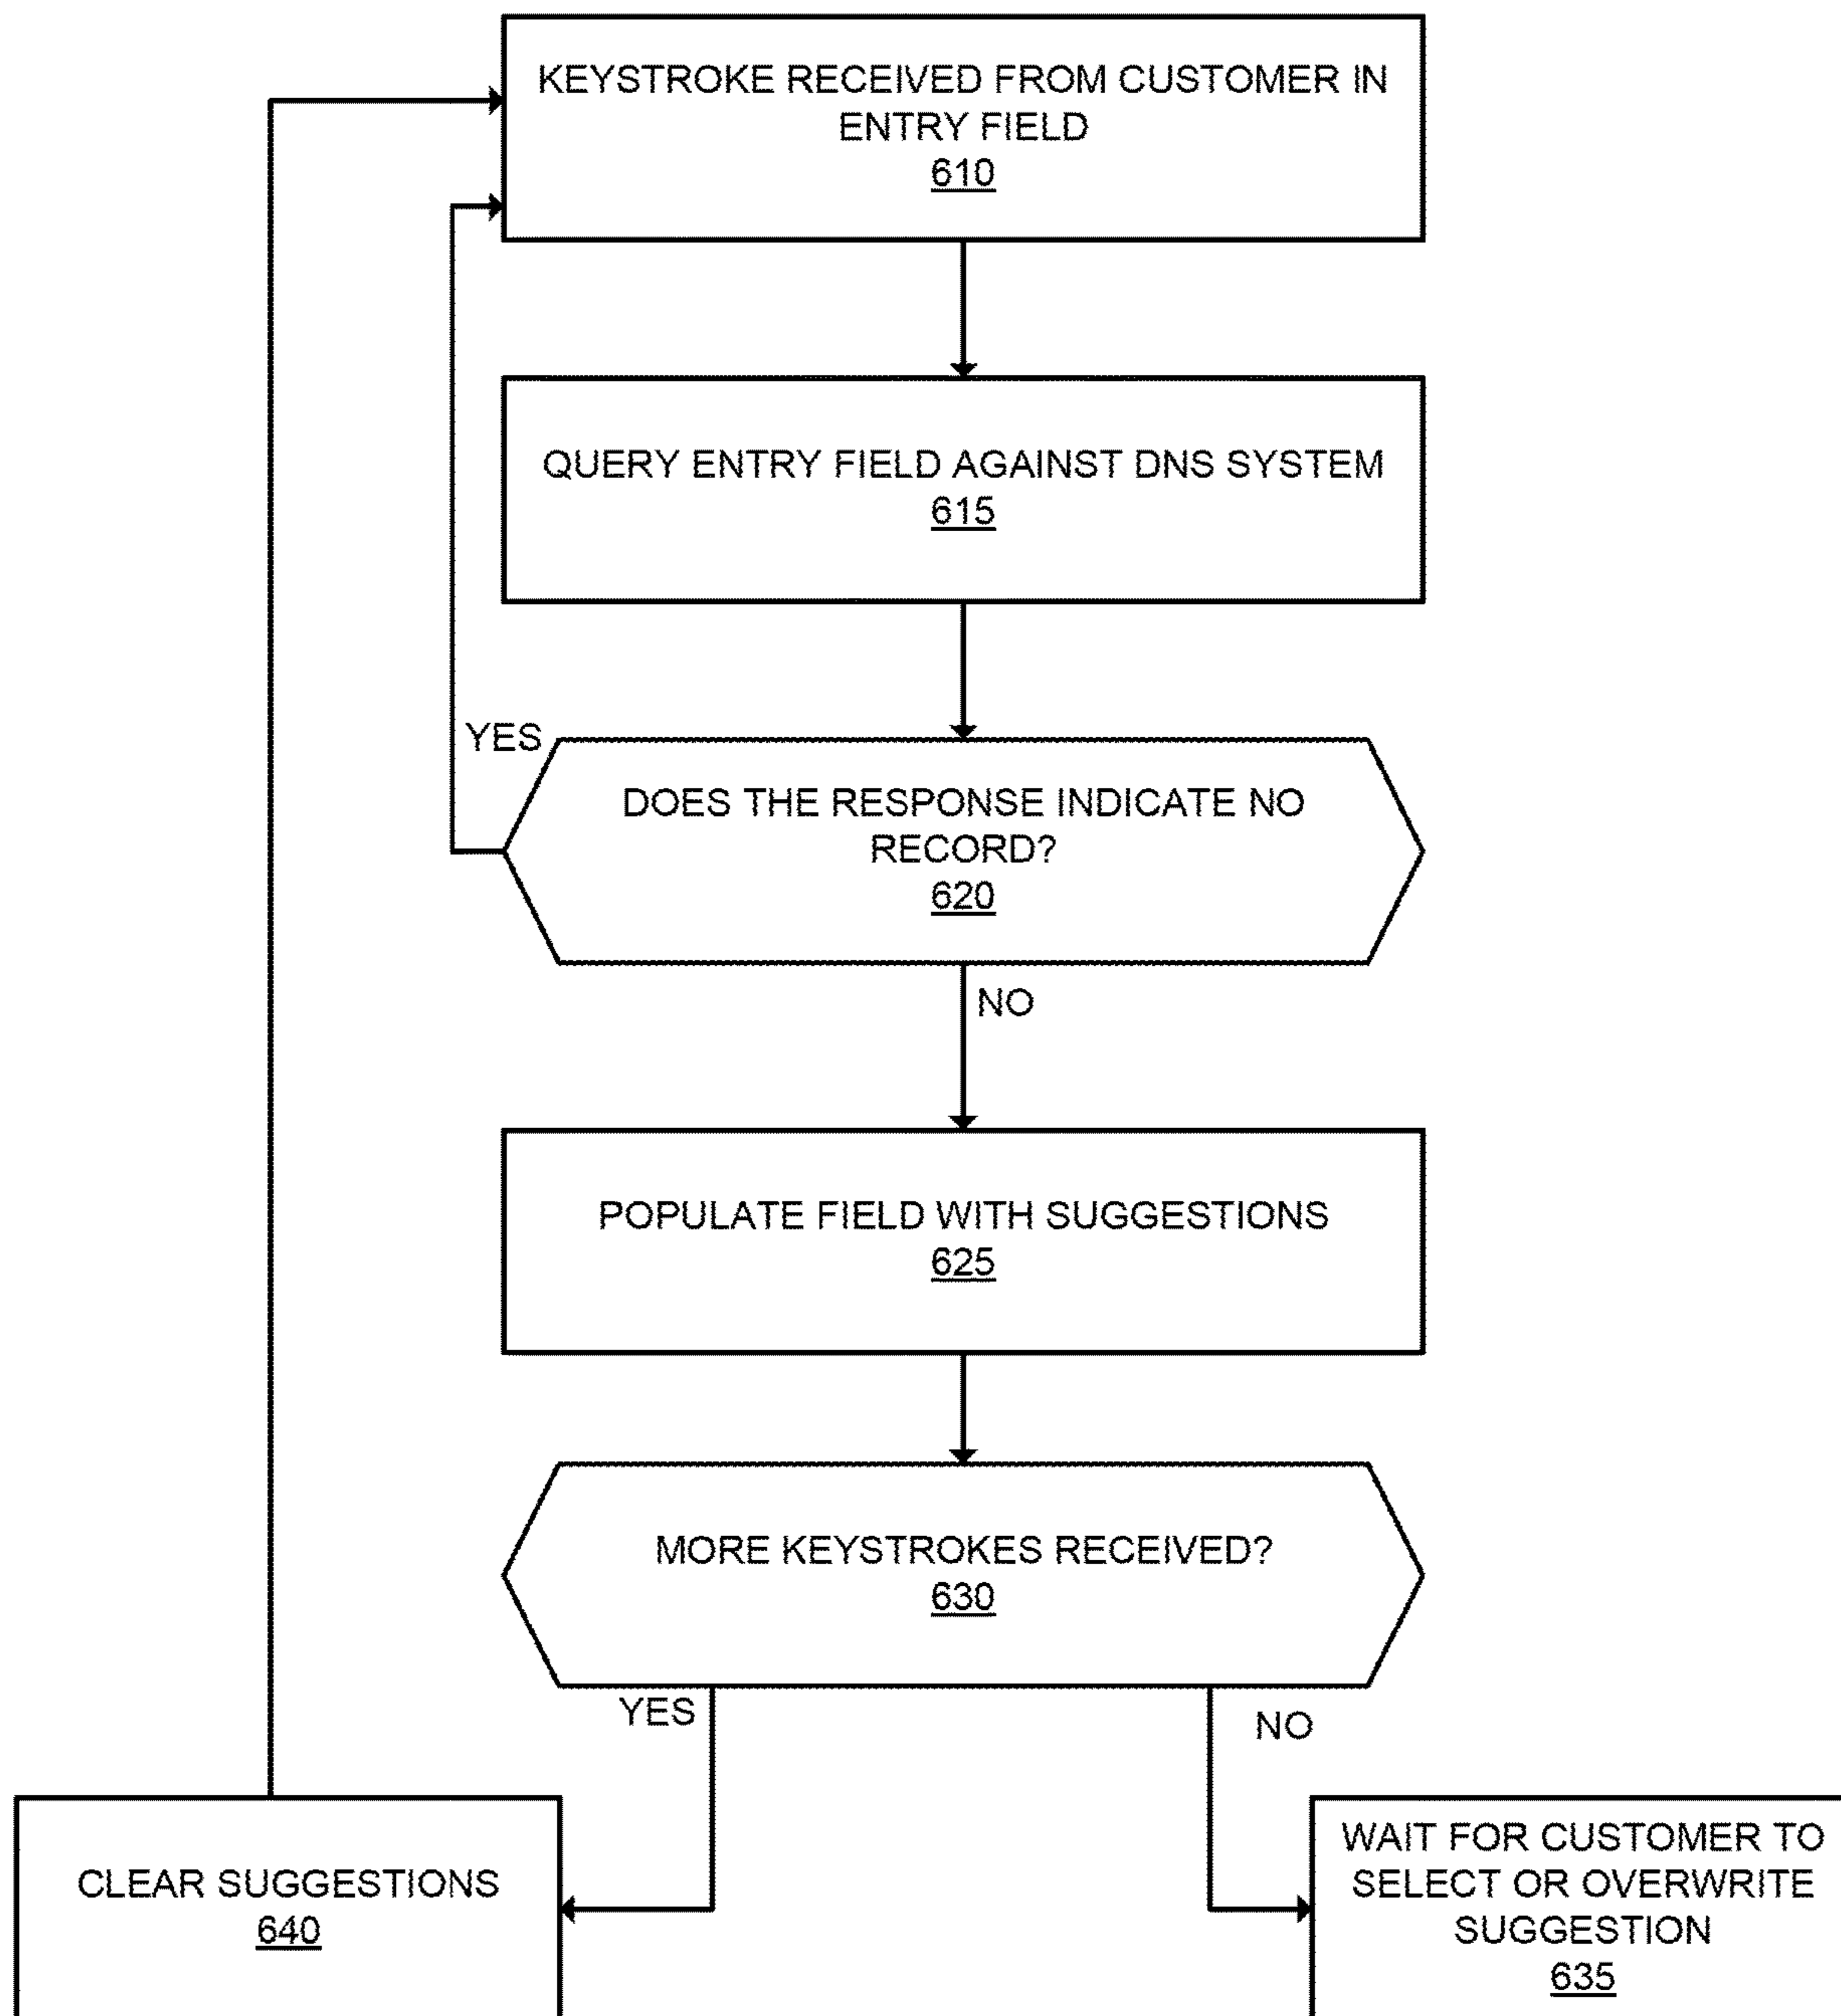 KEYSTROKE RECEIVED FROM CUSTOMER IN
ENTRY FIELD
610
QUERY ENTRY FIELD AGAINST DNS SYSTEM
615
YES
DOES THE RESPONSE INDICATE NO
RECORD?
620
NO
POPULATE FIELD WITH SUGGESTIONS
625
MORE KEYSTROKES RECEIVED?
630
YES
NO
CLEAR SUGGESTIONS
640
WAIT FOR CUSTOMER TO
SELECT OR OVERWRITE
SUGGESTION
635